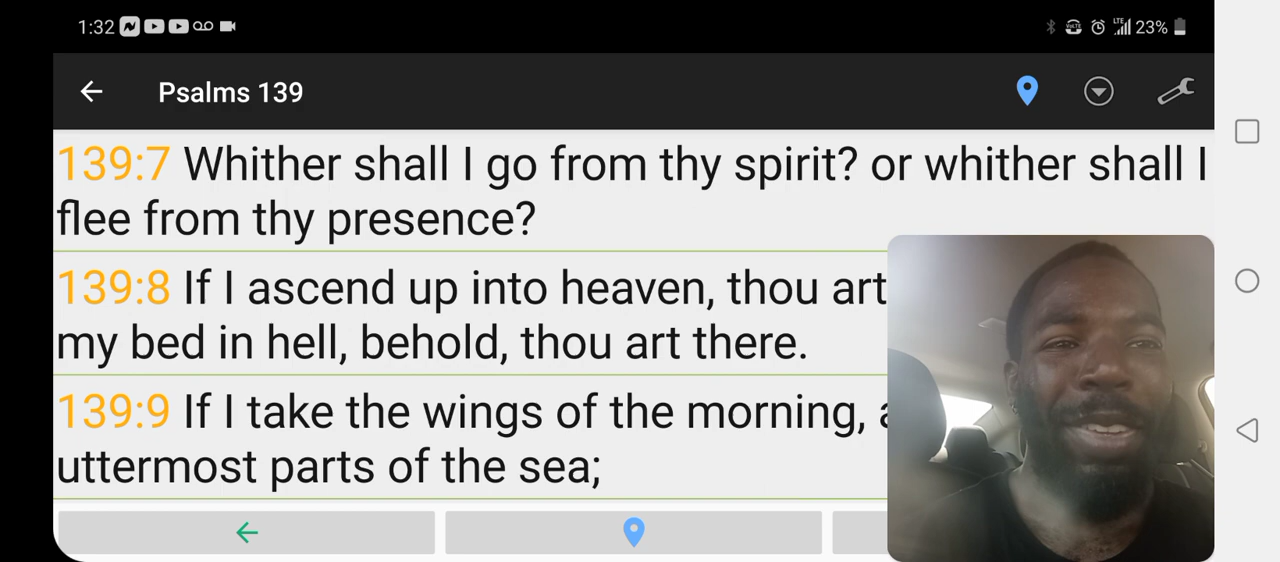 1:32 LTE 23%
Psalms 139
139:7 Whither shall I go from thy spirit? or whither shall I
flee from thy presence?
139:8 If I ascend up into heaven, thou art
my bed in hell, behold, thou art there.
139:9 If I take the wings of the morning,
uttermost parts of the sea;